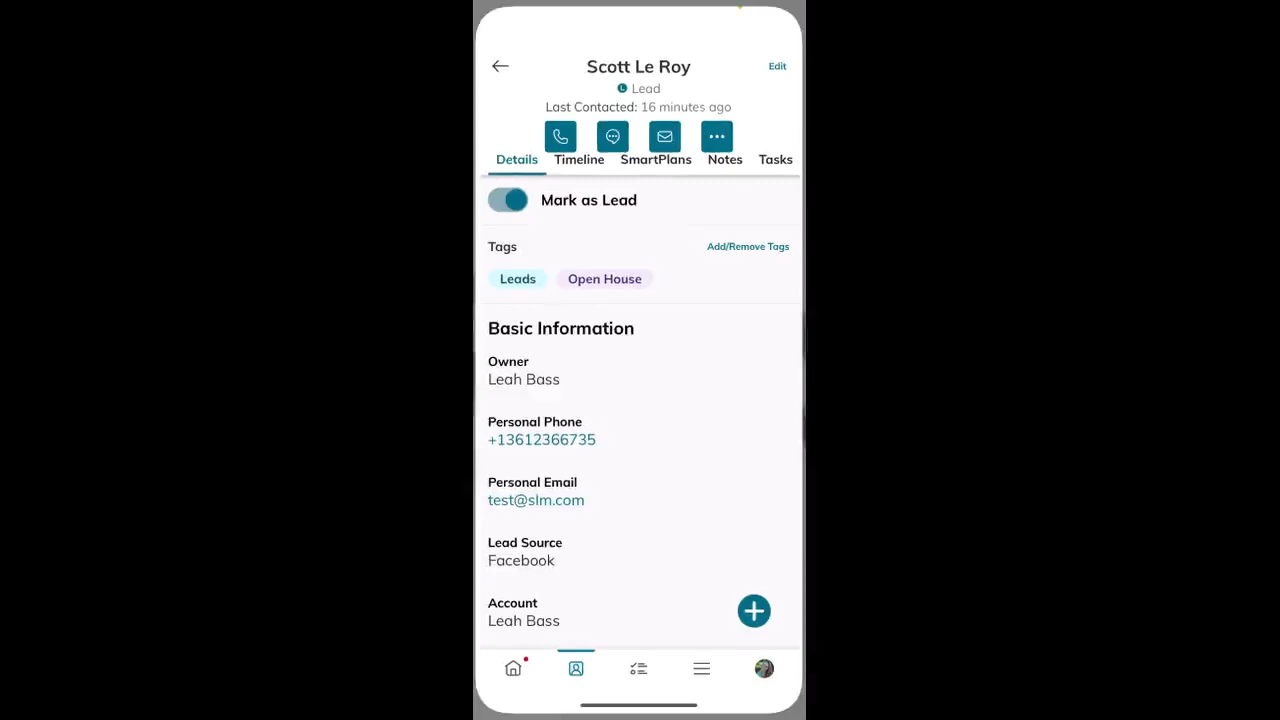 Scott Le Roy
Edit
Lead
Last Contacted: 16 minutes ago
Details Timeline SmartPlans Notes Tasks
Mark as Lead
Tags
Add/Remove Tags
Leads Open House
Basic Information
Owner
Leah Bass
Personal Phone
+13612366735
Personal Email
test@slm.com
Lead Source
Facebook
Account
Leah Bass